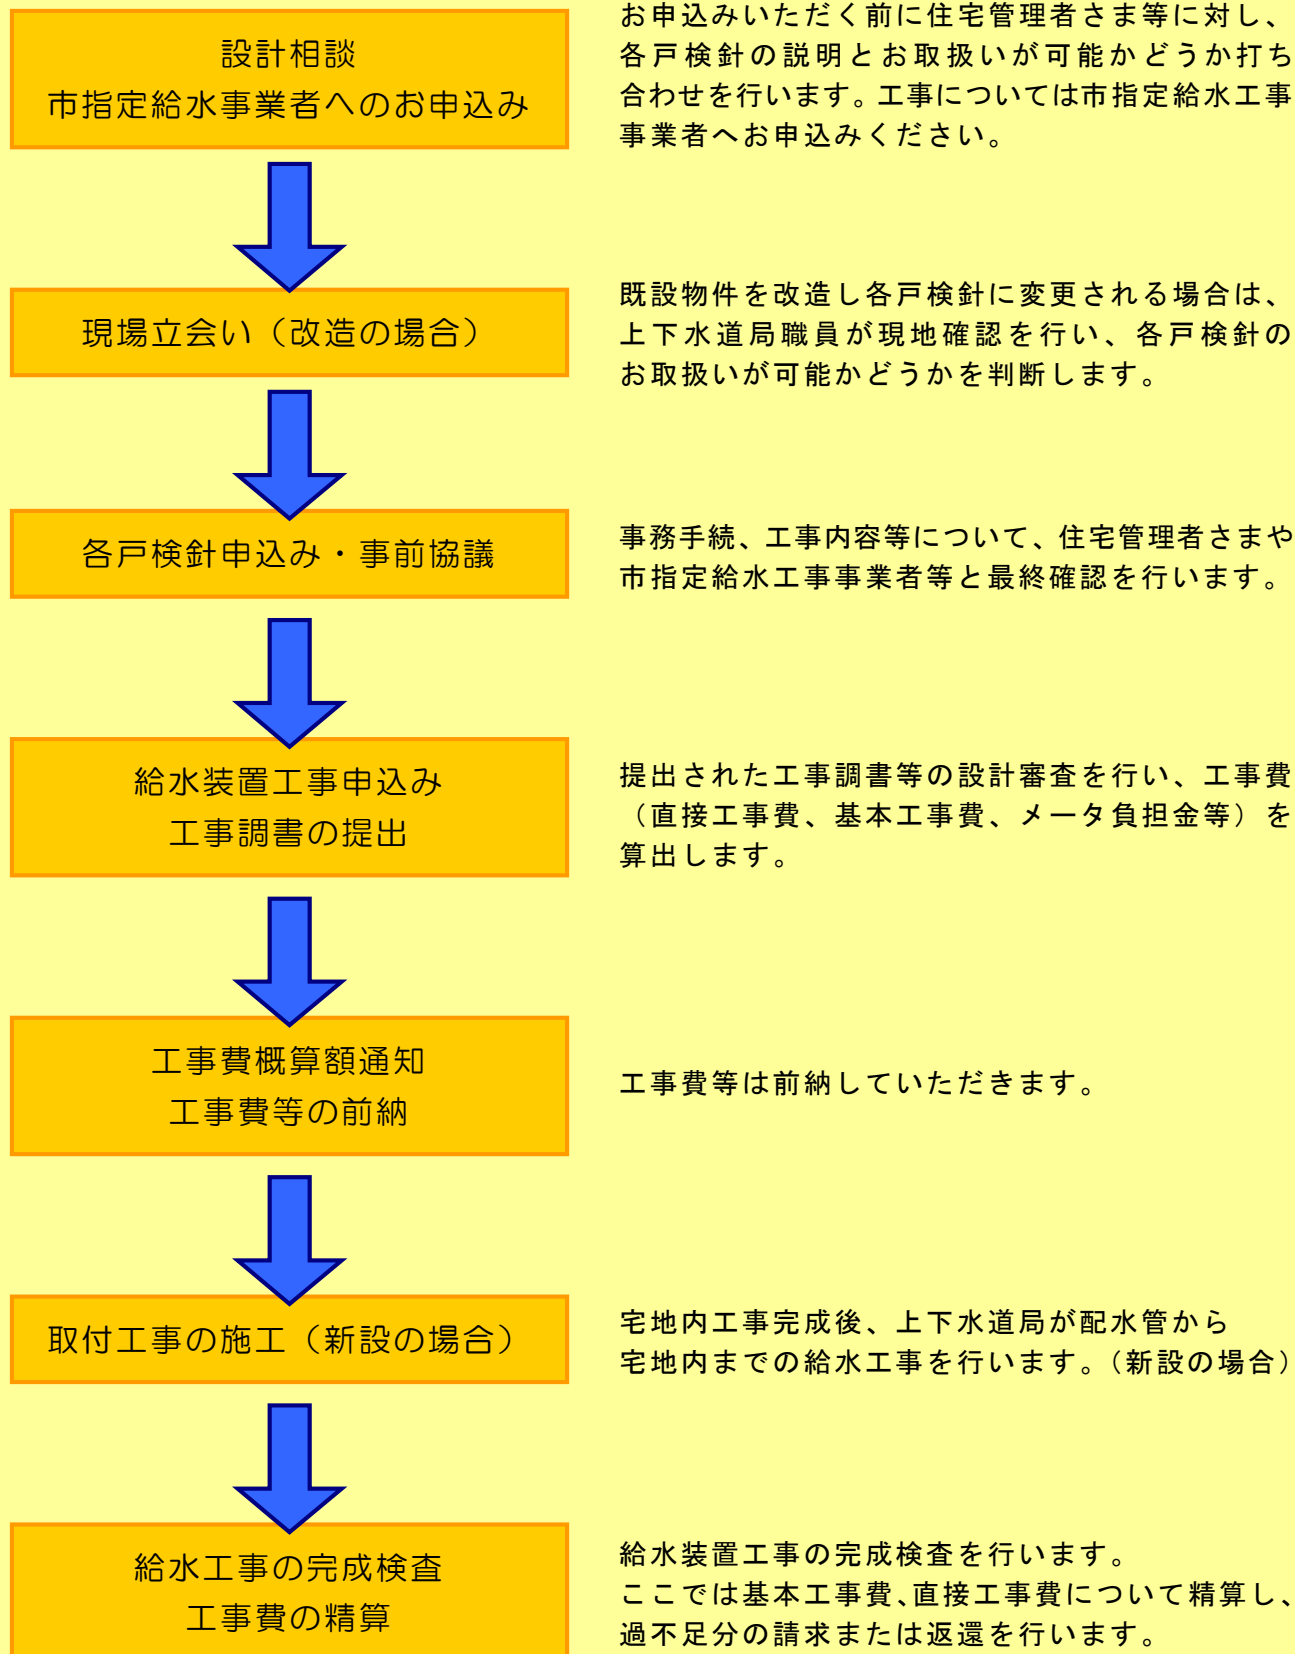 設計相談
市指定給水事業者へのお申込み
お申込みいただく前に住宅管理者さま等に対し、
各戸検針の説明とお取扱いが可能かどうか打ち
合わせを行います。工事については市指定給水工事
事業者へお申込みください。
現場立会い（改造の場合）
既設物件を改造し各戸検針に変更される場合は、
上下水道局職員が現地確認を行い、各戸検針の
お取扱いが可能かどうかを判断します。
各戸検針申込み・事前協議
事務手続、工事内容等について、住宅管理者さまや
市指定給水工事事業者等と最終確認を行います。
給水装置工事申込み
工事調書の提出
提出された工事調書等の設計審査を行い、工事費
（直接工事費、基本工事費、メータ負担金等）を
算出します。
工事費概算額通知
工事費等の前納
工事費等は前納していただきます。
取付工事の施工（新設の場合）
宅地内工事完成後、上下水道局が配水管から
宅地内までの給水工事を行います。（新設の場合）
給水工事の完成検査
工事費の精算
給水装置工事の完成検査を行います。
ここでは基本工事費、直接工事費について精算し、
過不足分の請求または返還を行います。